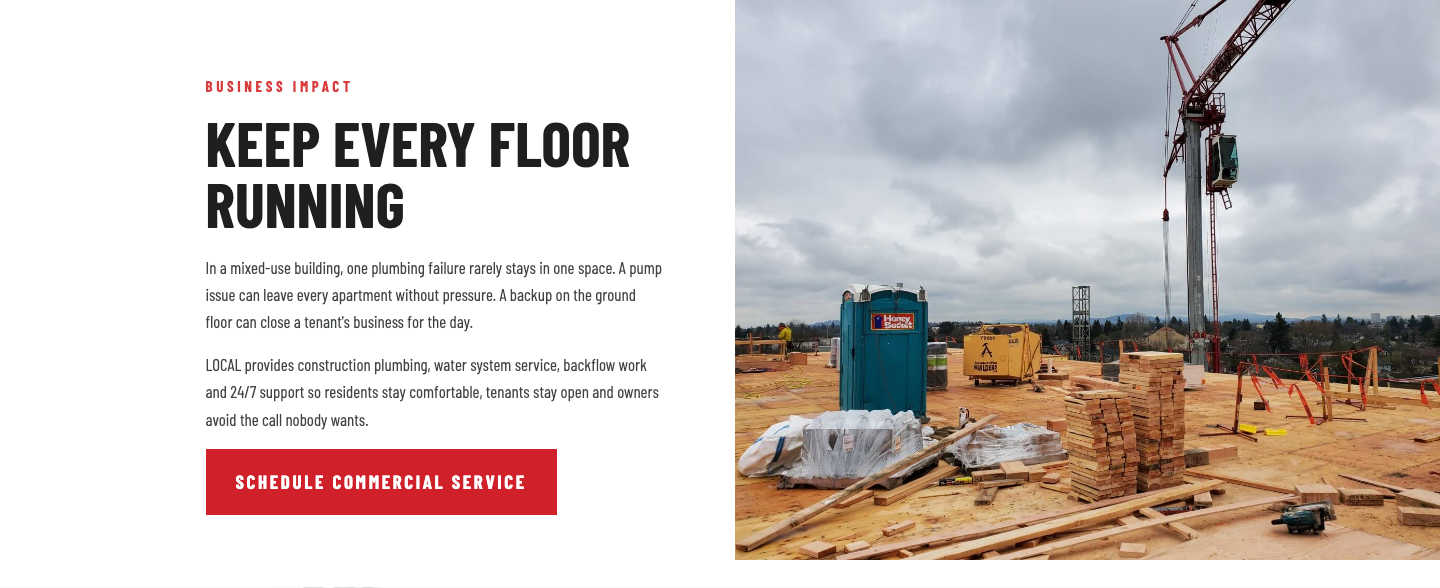 BUSINESS IMPACT
KEEP EVERY FLOOR
RUNNING
In a mixed-use building, one plumbing failure rarely stays in one space. A pump
issue can leave every apartment without pressure. A backup on the ground
floor can close a tenant's business for the day.
LOCAL provides construction plumbing, water system service, backflow work
and 24/7 support so residents stay comfortable, tenants stay open and owners
avoid the call nobody wants.
SCHEDULE COMMERCIAL SERVICE
Honey
Bucket
BUILDERS